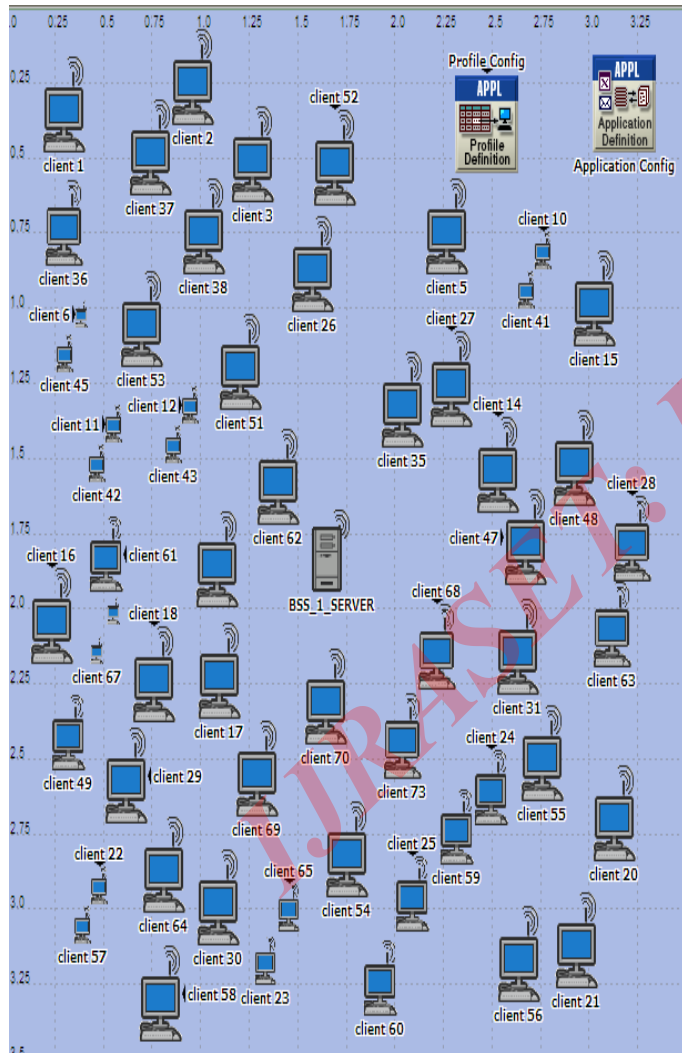 .0 0.25 0.5 0.75 1.0 1.25 1.5 1.75 2.0 2.25 2.5 2.75 3.0 3.25
0.25
0.5
0.75
1.0
1.25
1.5
1.75
2.0
2.25
2.5
2.75
3.0
3.25
3.5
client 1
client 2
client 37
client 3
client 52
Profile Config
APPL
Profile
Definition
APPL
Application
Definition
Application Config
client 36
client 38
client 26
client 5
client 10
client 41
client 15
client 6
client 45
client 53
client 12
client 11
client 43
client 42
client 51
client 27
client 35
client 14
client 62
client 47
client 48
client 28
client 16
client 61
BSS_1_SERVER
client 18
client 67
client 17
client 68
client 31
client 63
client 49
client 29
client 70
client 69
client 73
client 24
client 55
client 59
client 20
client 22
client 57
client 64
client 30
client 65
client 54
client 25
client 58
client 23
client 60
client 56
client 21
IJRASET: